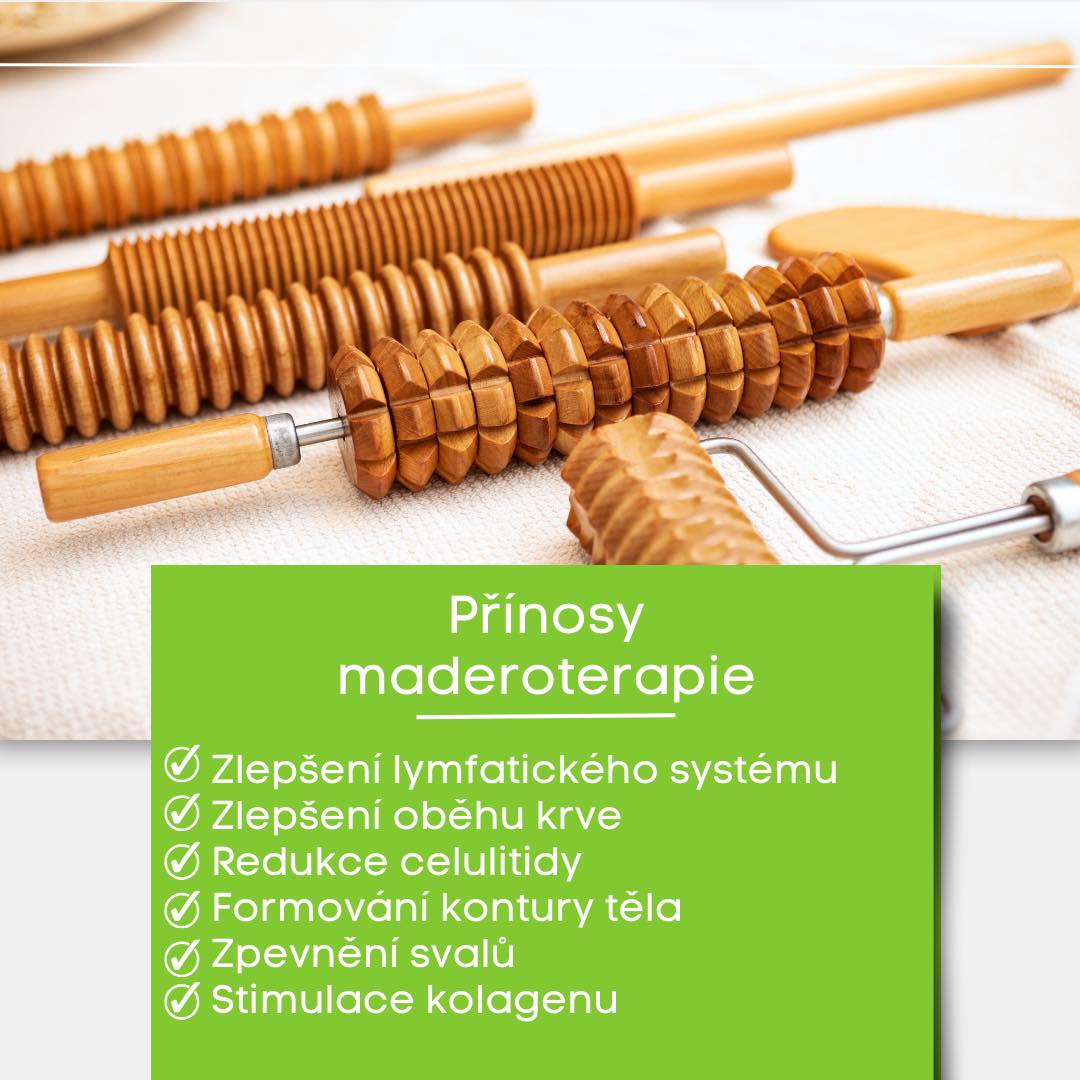 Přínosy
maderoterapie
Zlepšení lymfatického systému
Zlepšení oběhu krve
Redukce celulitidy
Formování kontury těla
Zpevnění svalů
Stimulace kolagenu